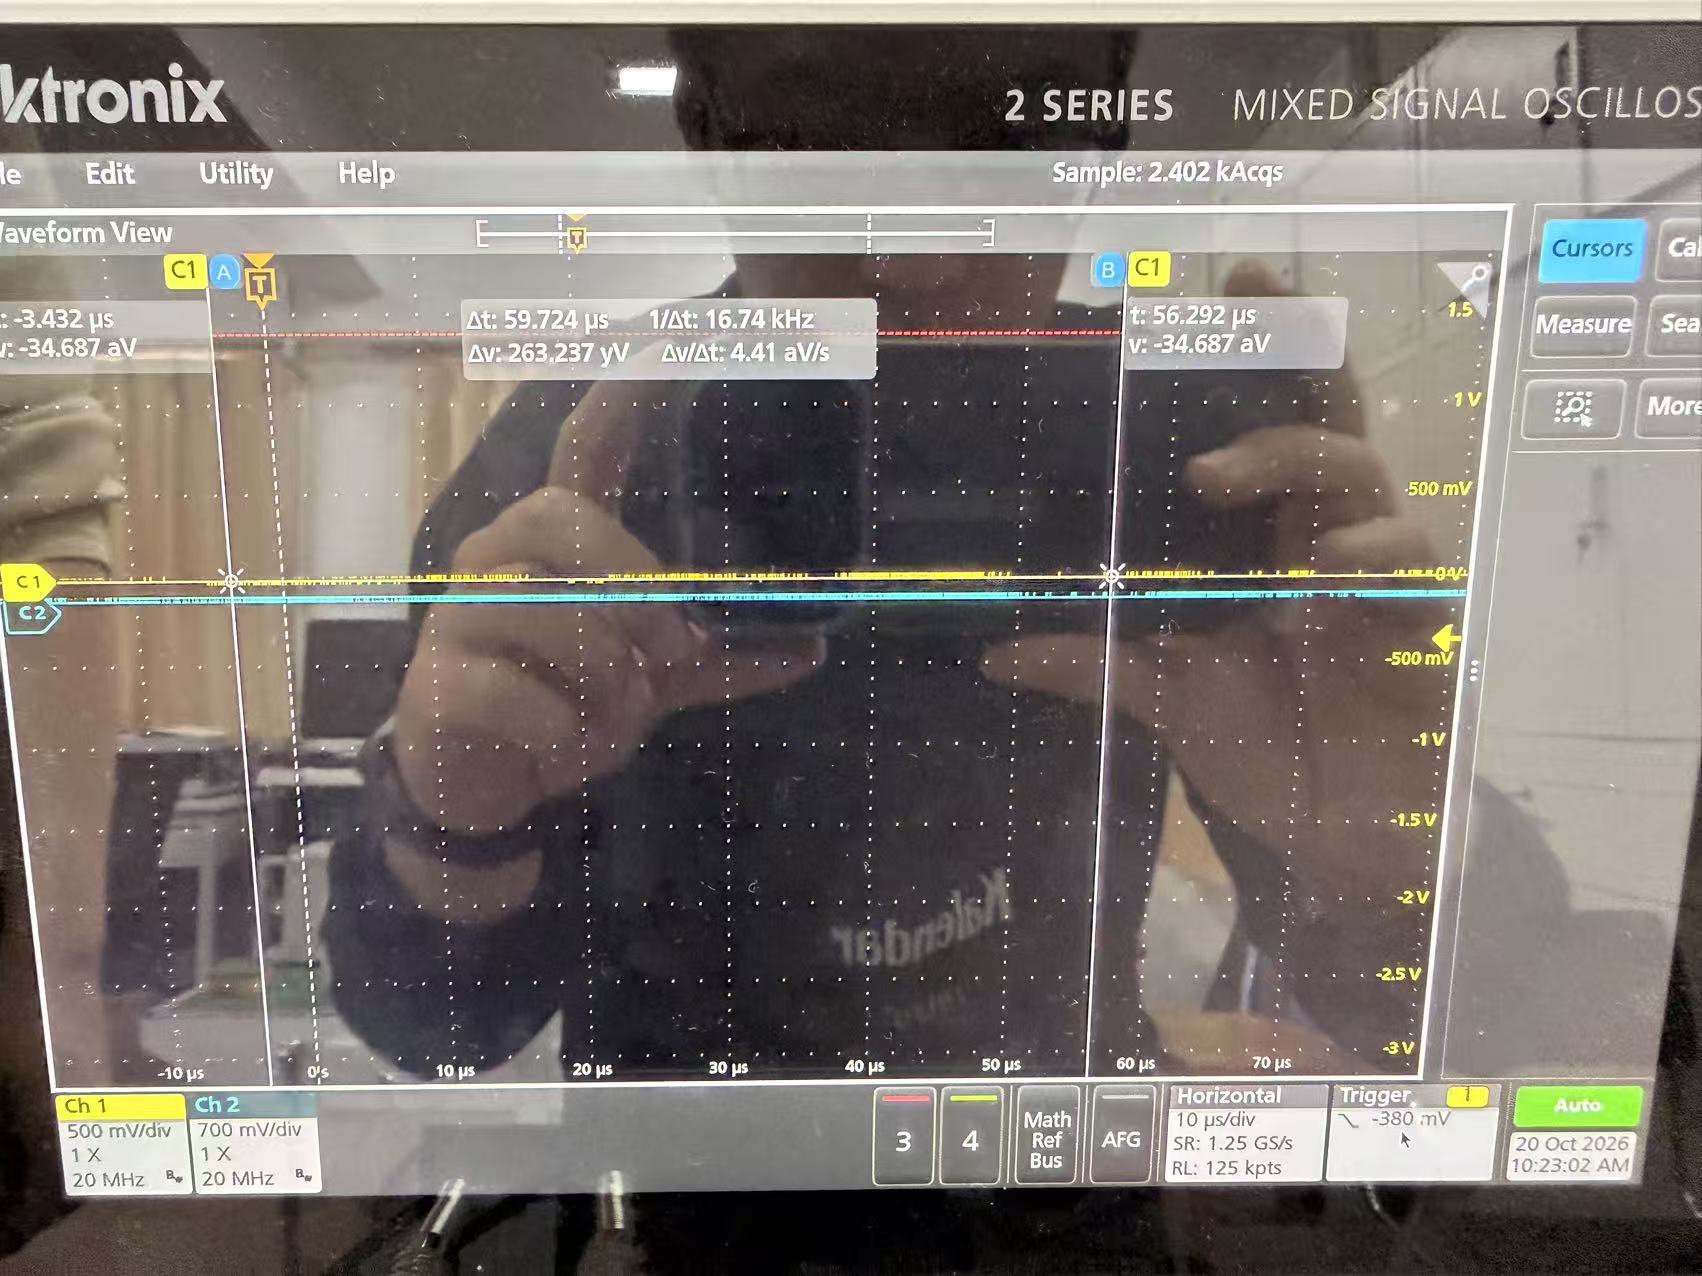 ktronix
2 SERIES MIXED SIGNAL OSCILLOS
le Edit Utility Help Sample: 2.402 kAcqs
Waveform View
C1 A T B C1
Cursors Cal
: -3.432 µs
v: -34.687 aV
Δt: 59.724 µs 1/Δt: 16.74 kHz
Δv: 263.237 yV Δv/Δt: 4.41 aV/s
t: 56.292 µs
v: -34.687 aV
Measure Sea
More
1.5
1 V
500 mV
0 V
-500 mV
-1 V
-1.5 V
-2 V
-2.5 V
-3 V
C1
C2
Kalendar
-10 µs 0 s 10 µs 20 µs 30 µs 40 µs 50 µs 60 µs 70 µs
Ch 1
500 mV/div
1 X
20 MHz Bw
Ch 2
700 mV/div
1 X
20 MHz Bw
3
4
Math
Ref
Bus
AFG
Horizontal
10 µs/div
SR: 1.25 GS/s
RL: 125 kpts
Trigger 1
-380 mV
Auto
20 Oct 2026
10:23:02 AM